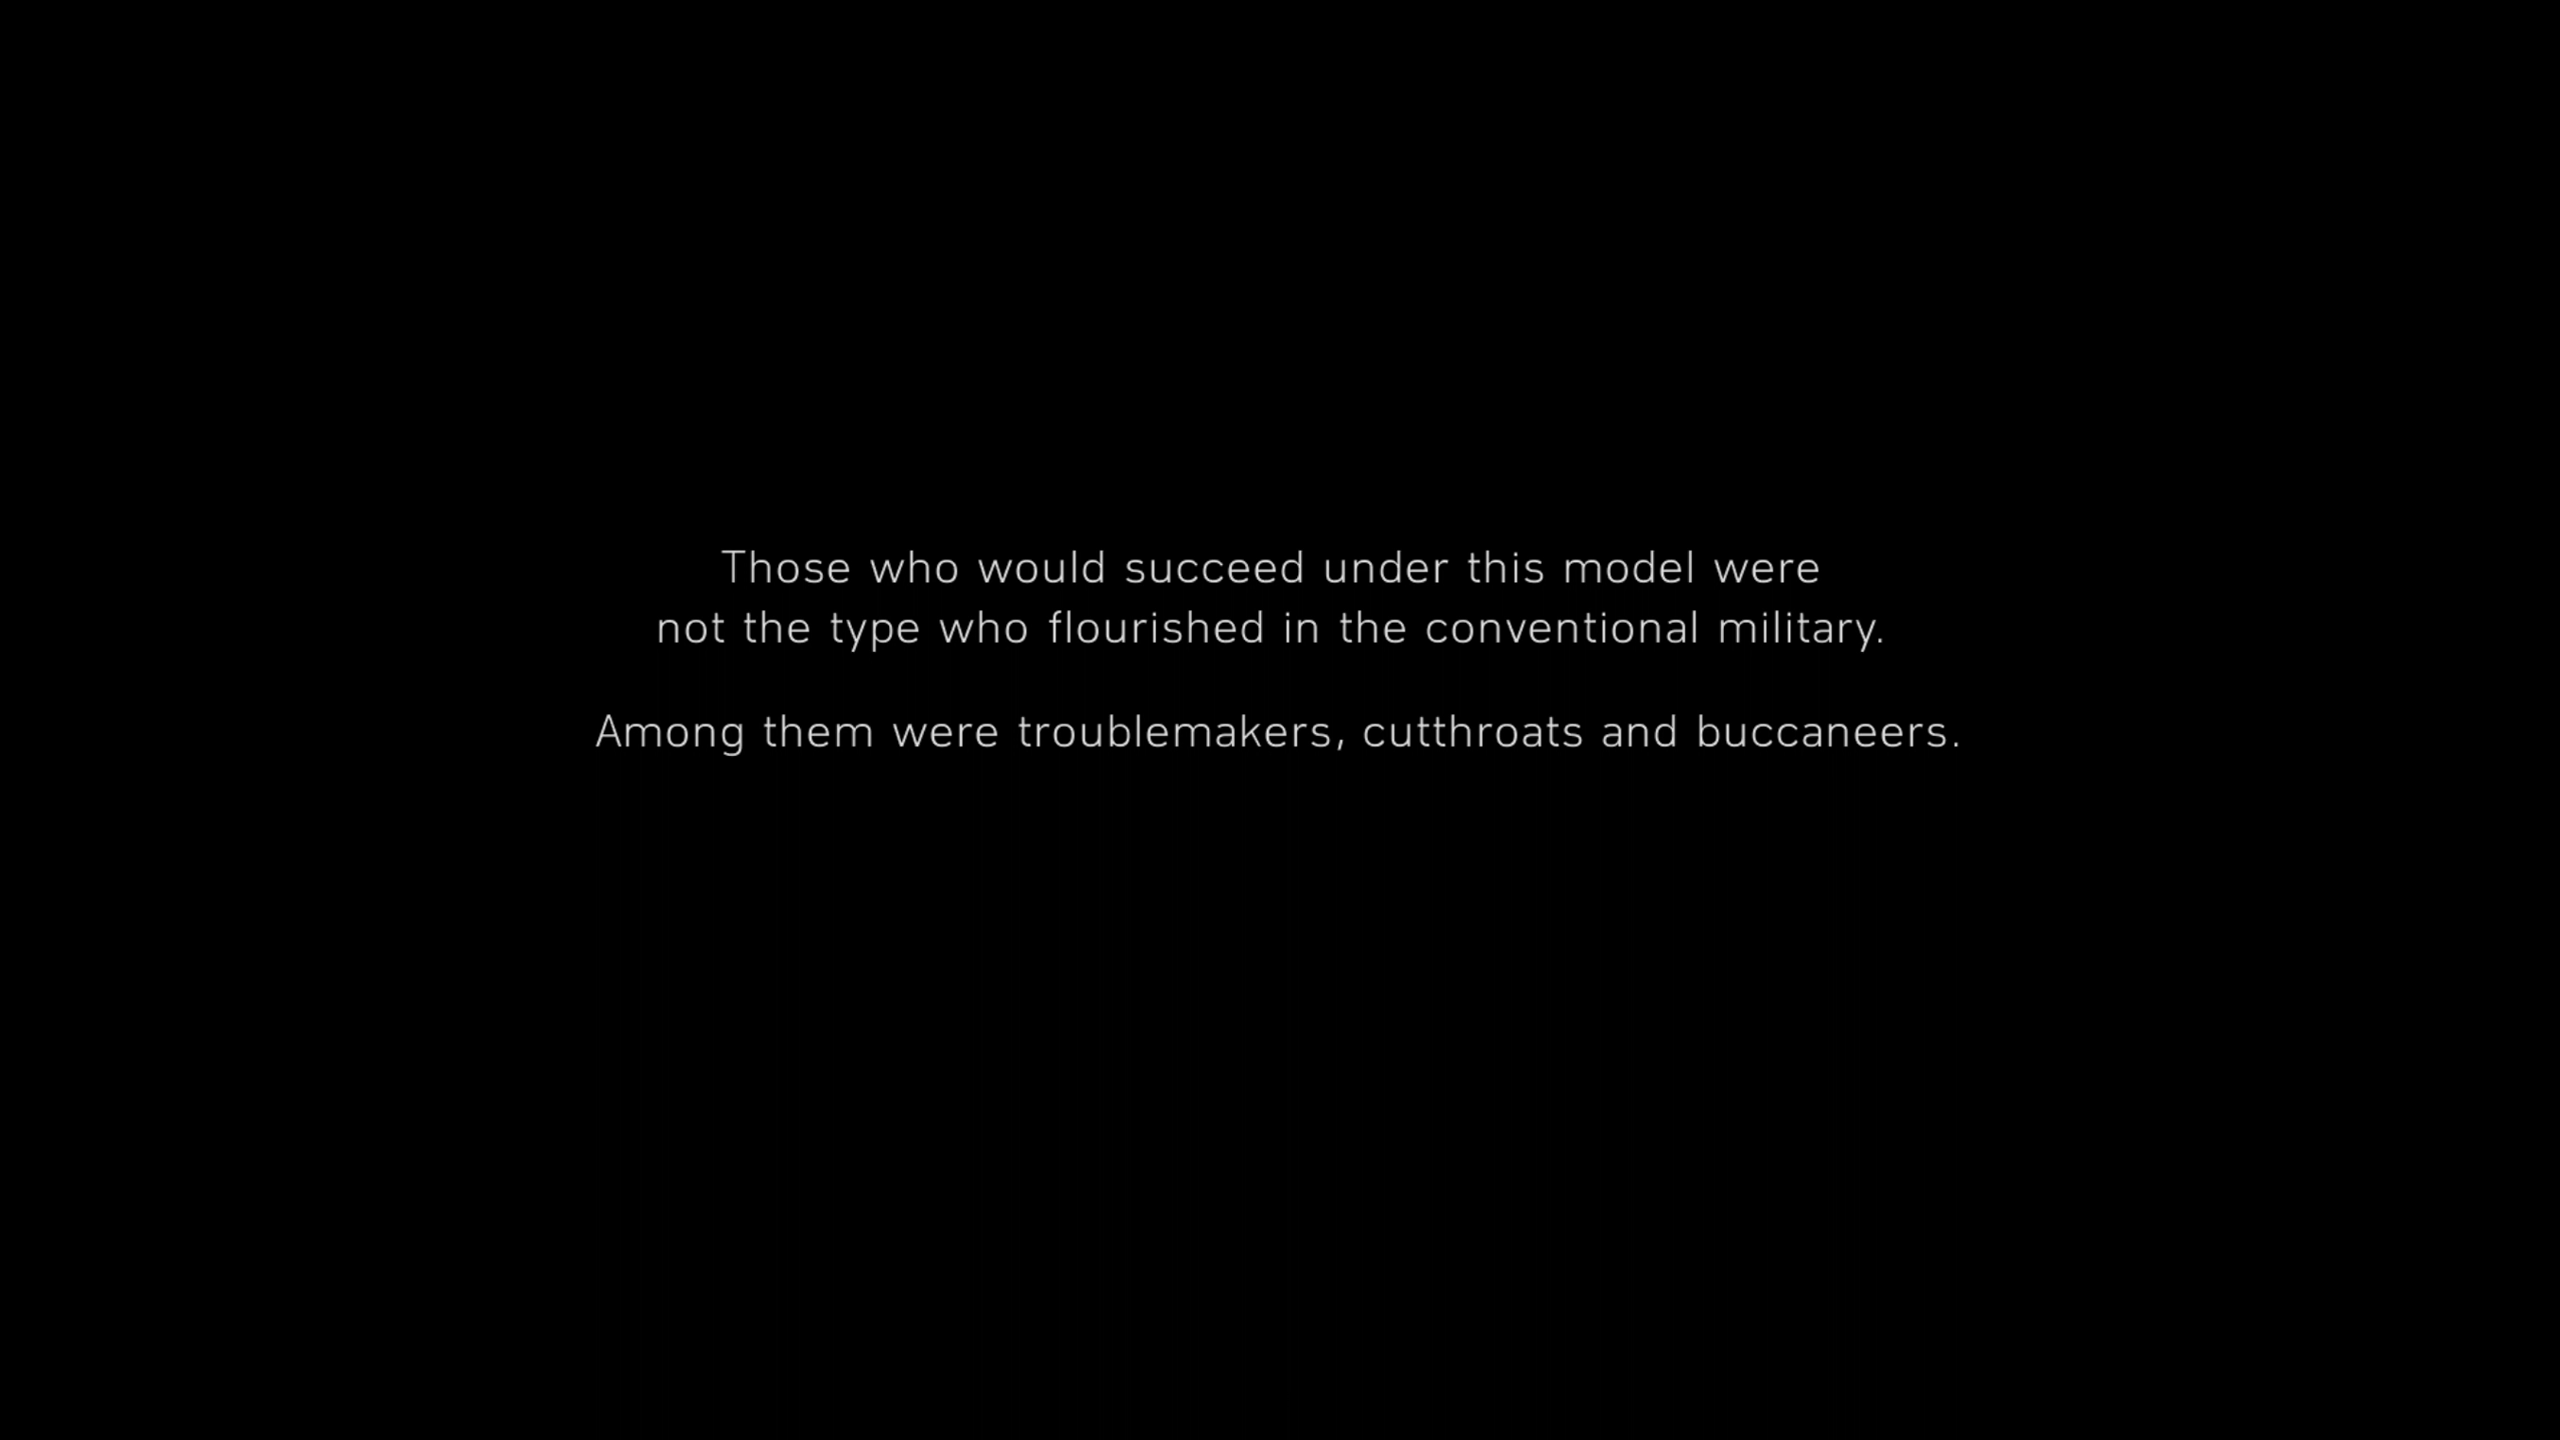 Those who would succeed under this model were
not the type who flourished in the conventional military.
Among them were troublemakers, cutthroats and buccaneers.